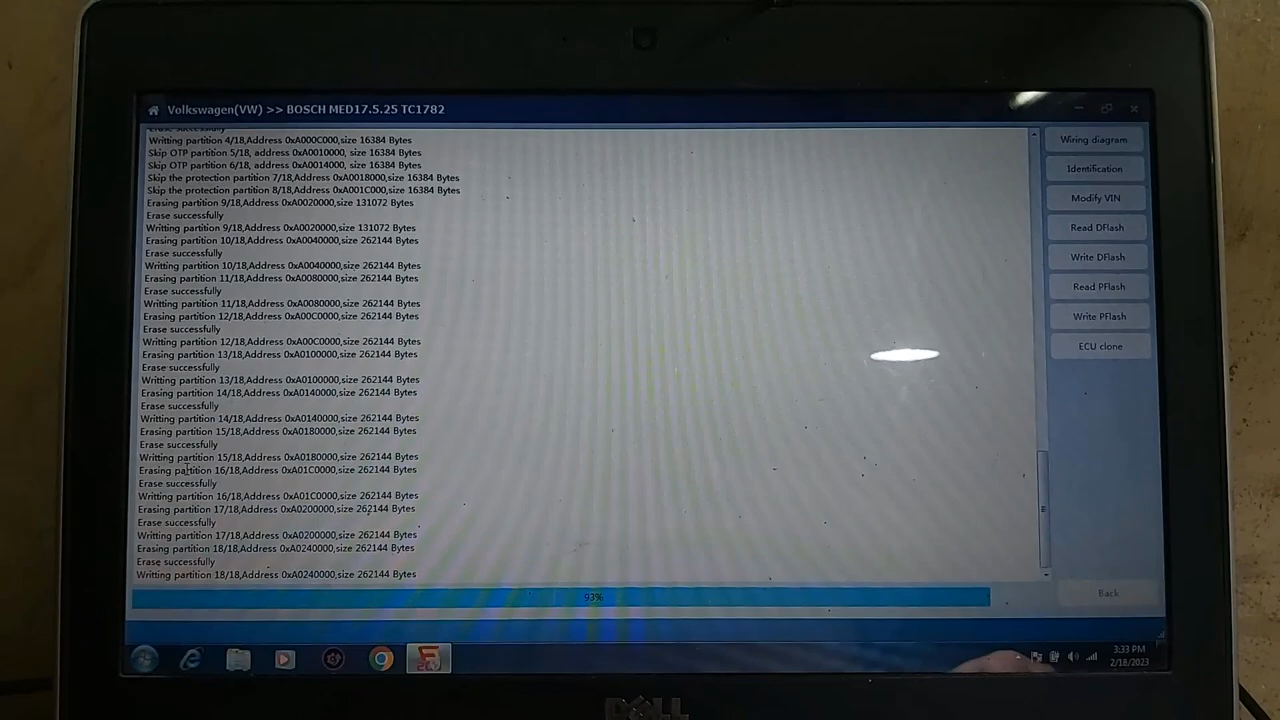 Volkswagen(VW) >> BOSCH MED17.5.25 TC1782
Erase successfully
Writting partition 4/18,Address 0xA000C000,size 16384 Bytes
Skip OTP partition 5/18, address 0xA0010000, size 16384 Bytes
Skip OTP partition 6/18, address 0xA0014000, size 16384 Bytes
Skip the protection partition 7/18,Address 0xA0018000,size 16384 Bytes
Skip the protection partition 8/18,Address 0xA001C000,size 16384 Bytes
Erasing partition 9/18,Address 0xA0020000,size 131072 Bytes
Erase successfully
Writting partition 9/18,Address 0xA0020000,size 131072 Bytes
Erasing partition 10/18,Address 0xA0040000,size 262144 Bytes
Erase successfully
Writting partition 10/18,Address 0xA0040000,size 262144 Bytes
Erasing partition 11/18,Address 0xA0080000,size 262144 Bytes
Erase successfully
Writting partition 11/18,Address 0xA0080000,size 262144 Bytes
Erasing partition 12/18,Address 0xA00C0000,size 262144 Bytes
Erase successfully
Writting partition 12/18,Address 0xA00C0000,size 262144 Bytes
Erasing partition 13/18,Address 0xA0100000,size 262144 Bytes
Erase successfully
Writting partition 13/18,Address 0xA0100000,size 262144 Bytes
Erasing partition 14/18,Address 0xA0140000,size 262144 Bytes
Erase successfully
Writting partition 14/18,Address 0xA0140000,size 262144 Bytes
Erasing partition 15/18,Address 0xA0180000,size 262144 Bytes
Erase successfully
Writting partition 15/18,Address 0xA0180000,size 262144 Bytes
Erasing partition 16/18,Address 0xA01C0000,size 262144 Bytes
Erase successfully
Writting partition 16/18,Address 0xA01C0000,size 262144 Bytes
Erasing partition 17/18,Address 0xA0200000,size 262144 Bytes
Erase successfully
Writting partition 17/18,Address 0xA0200000,size 262144 Bytes
Erasing partition 18/18,Address 0xA0240000,size 262144 Bytes
Erase successfully
Writting partition 18/18,Address 0xA0240000,size 262144 Bytes
93%
Wiring diagram
Identification
Modify VIN
Read DFlash
Write DFlash
Read PFlash
Write PFlash
ECU clone
Back
3:33 PM
2/18/2023
DELL